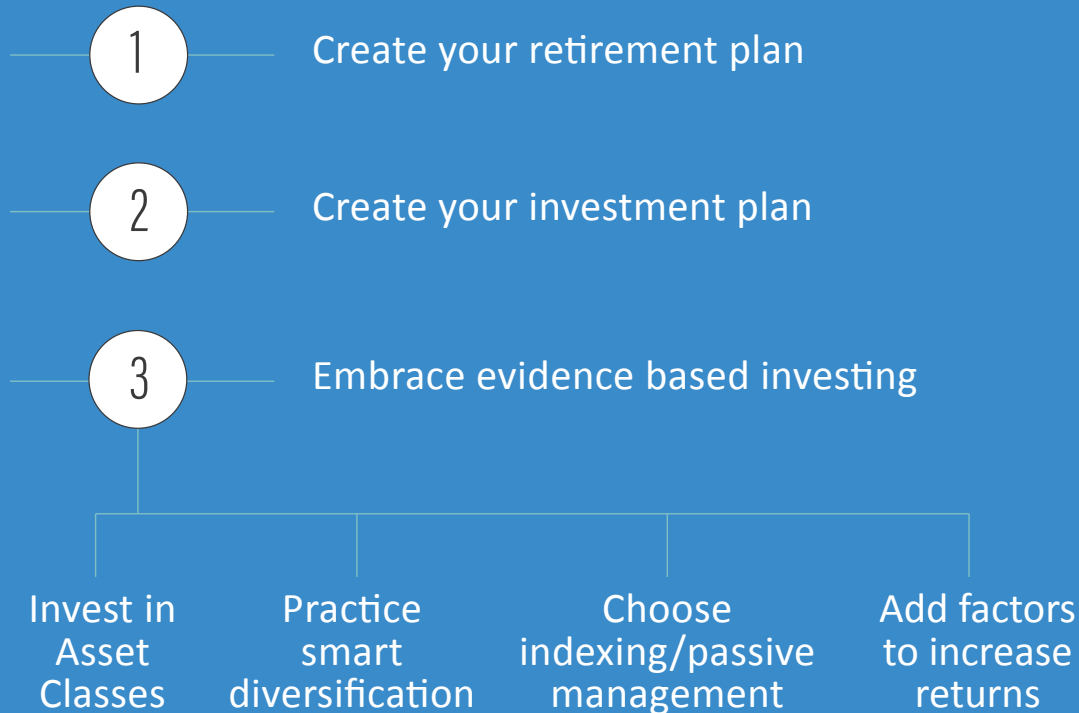 1
Create your retirement plan
2
Create your investment plan
3
Embrace evidence based investing
Invest in
Asset
Classes
Practice
smart
diversification
Choose
indexing/passive
management
Add factors
to increase
returns